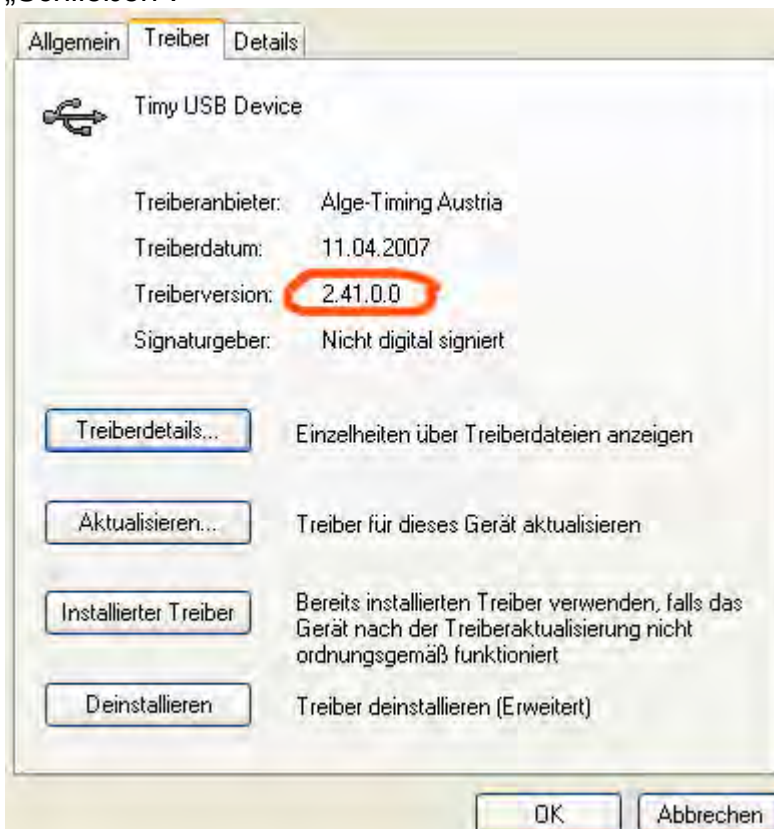 Allgemein Treiber Details
Timy USB Device
Treiberanbieter: Alge-Timing Austria
Treiberdatum: 11.04.2007
Treiberversion: 2.41.0.0
Signaturgeber: Nicht digital signiert
Treiberdetails... Einzelheiten über Treiberdateien anzeigen
Aktualisieren... Treiber für dieses Gerät aktualisieren
Installierter Treiber Bereits installierten Treiber verwenden, falls das
Gerät nach der Treiberaktualisierung nicht
ordnungsgemäß funktioniert
Deinstallieren Treiber deinstallieren (Erweitert)
OK Abbrechen